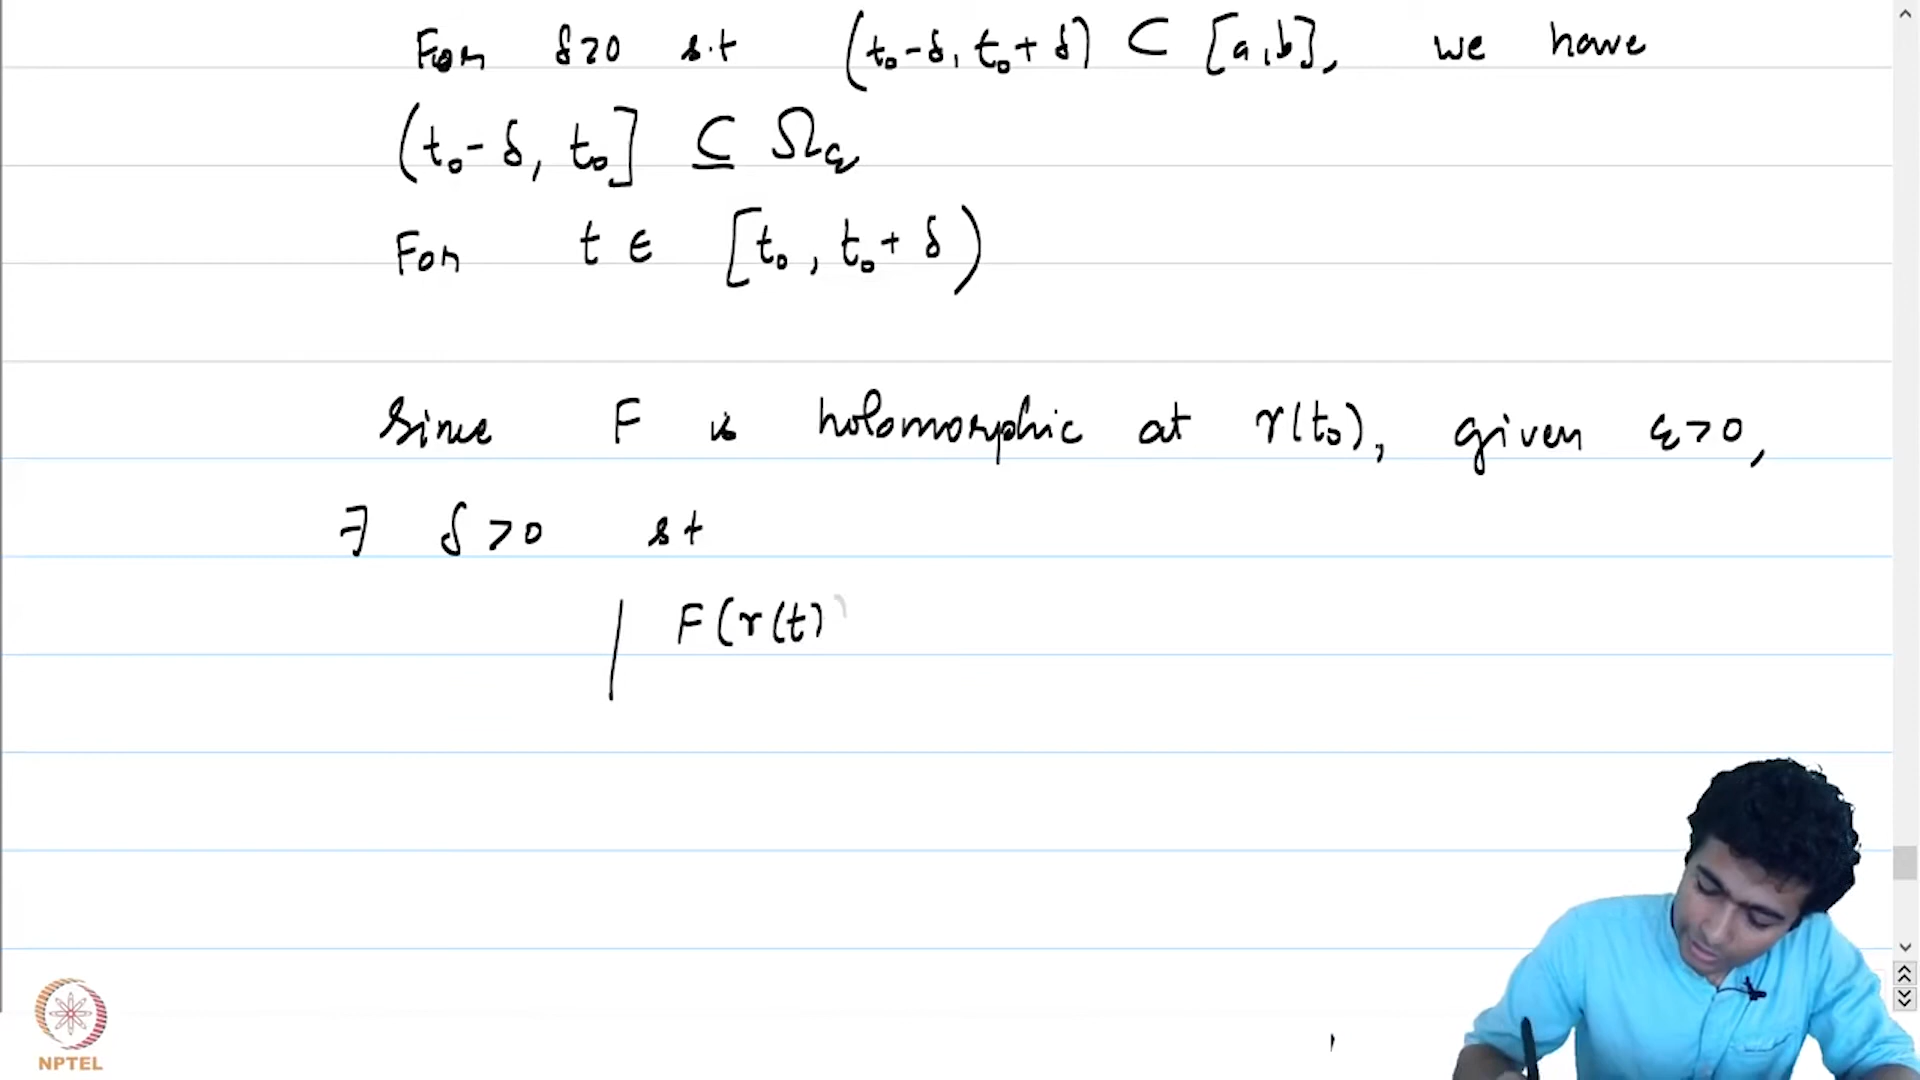 For δ>0 s.t (t₀-δ, t₀+δ) ⊂ [a,b], we have
(t₀-δ, t₀] ⊆ Ω_ε
For t ∈ [t₀, t₀+δ)
Since F is holomorphic at γ(t₀), given ε>0,
∃ δ>0 st
| F(γ(t))
NPTEL